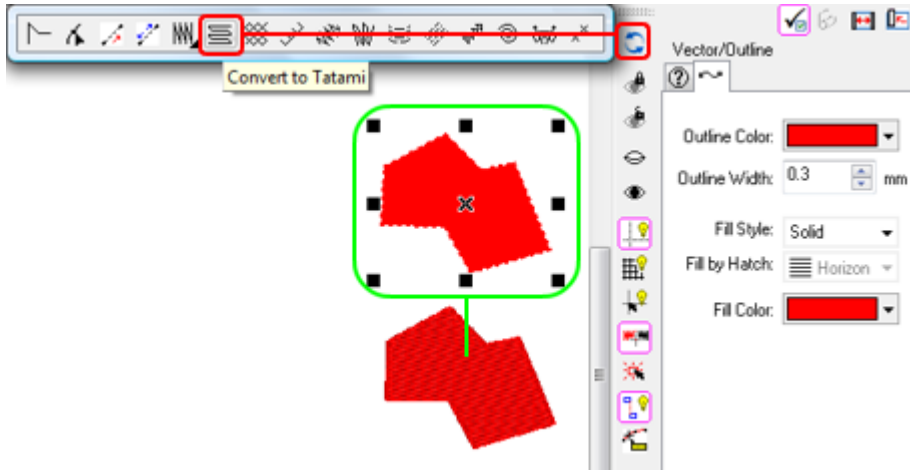 Convert to Tatami
Vector/Outline
Outline Color:
Outline Width: 0.3 mm
Fill Style: Solid
Fill by Hatch: Horizon
Fill Color: